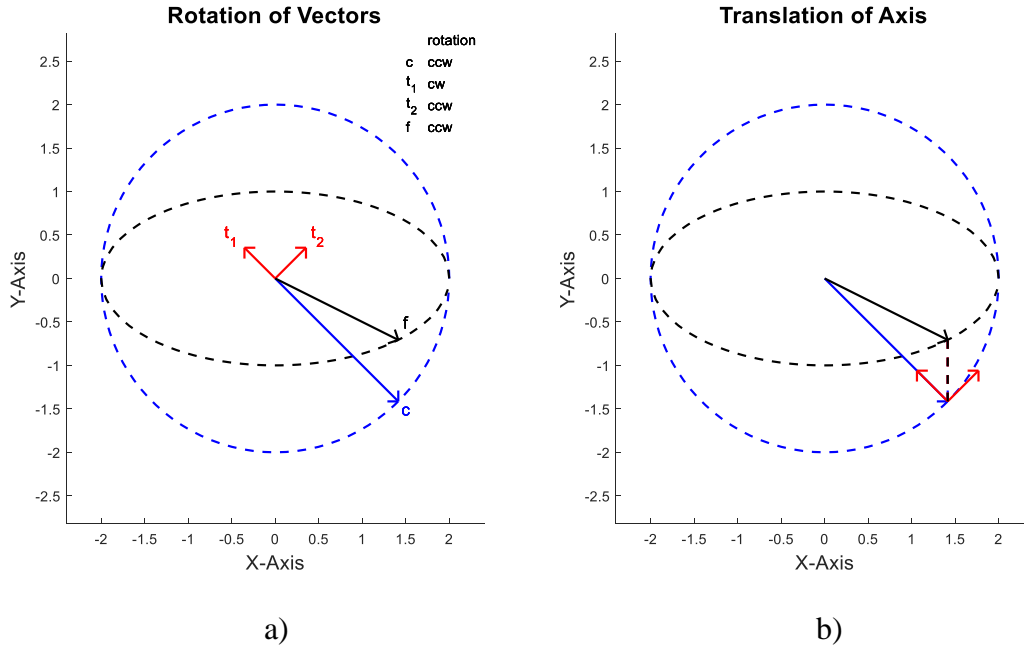 Rotation of Vectors
rotation
c ccw
t1 cw
t2 ccw
f ccw
2.5
2
1.5
1
0.5
0
-0.5
-1
-1.5
-2
-2.5
Y-Axis
t1
t2
f
c
-2 -1.5 -1 -0.5 0 0.5 1 1.5 2
X-Axis
a)
Translation of Axis
2.5
2
1.5
1
0.5
0
-0.5
-1
-1.5
-2
-2.5
Y-Axis
-2 -1.5 -1 -0.5 0 0.5 1 1.5 2
X-Axis
b)